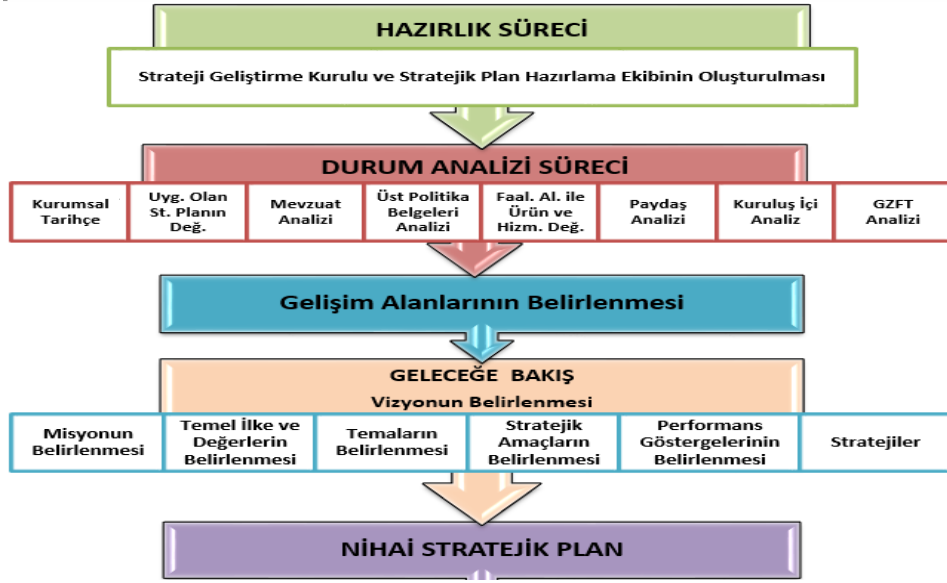 HAZIRLIK SÜRECİ
Strateji Geliştirme Kurulu ve Stratejik Plan Hazırlama Ekibinin Oluşturulması
DURUM ANALİZİ SÜRECİ
Kurumsal
Tarihçe
Uyg. Olan
St. Planın
Değ.
Mevzuat
Analizi
Üst Politika
Belgeleri
Analizi
Faal. Al. ile
Ürün ve
Hizm. Değ.
Paydaş
Analizi
Kuruluş İçi
Analiz
GZFT
Analizi
Gelişim Alanlarının Belirlenmesi
GELECEĞE BAKIŞ
Vizyonun Belirlenmesi
Misyonun
Belirlenmesi
Temel İlke ve
Değerlerin
Belirlenmesi
Temaların
Belirlenmesi
Stratejik
Amaçların
Belirlenmesi
Performans
Göstergelerinin
Belirlenmesi
Stratejiler
NİHAİ STRATEJİK PLAN